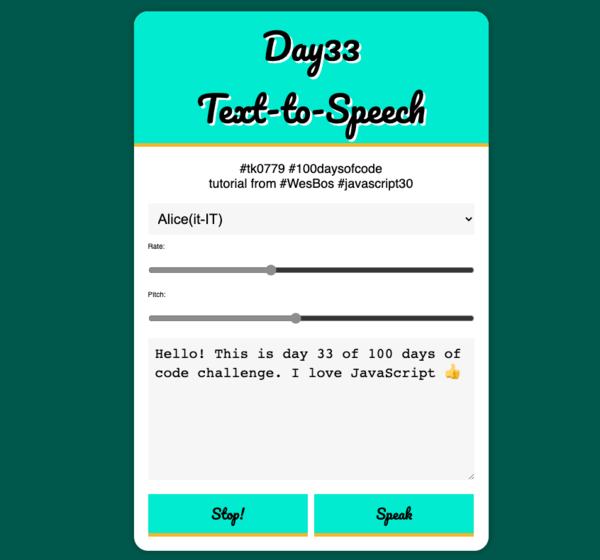 Day33
Text-to-Speech
#tk0779 #100daysofcode
tutorial from #WesBos #javascript30
Alice(it-IT)
Rate:
Pitch:
Hello! This is day 33 of 100 days of
code challenge. I love JavaScript 👍
Stop!
Speak